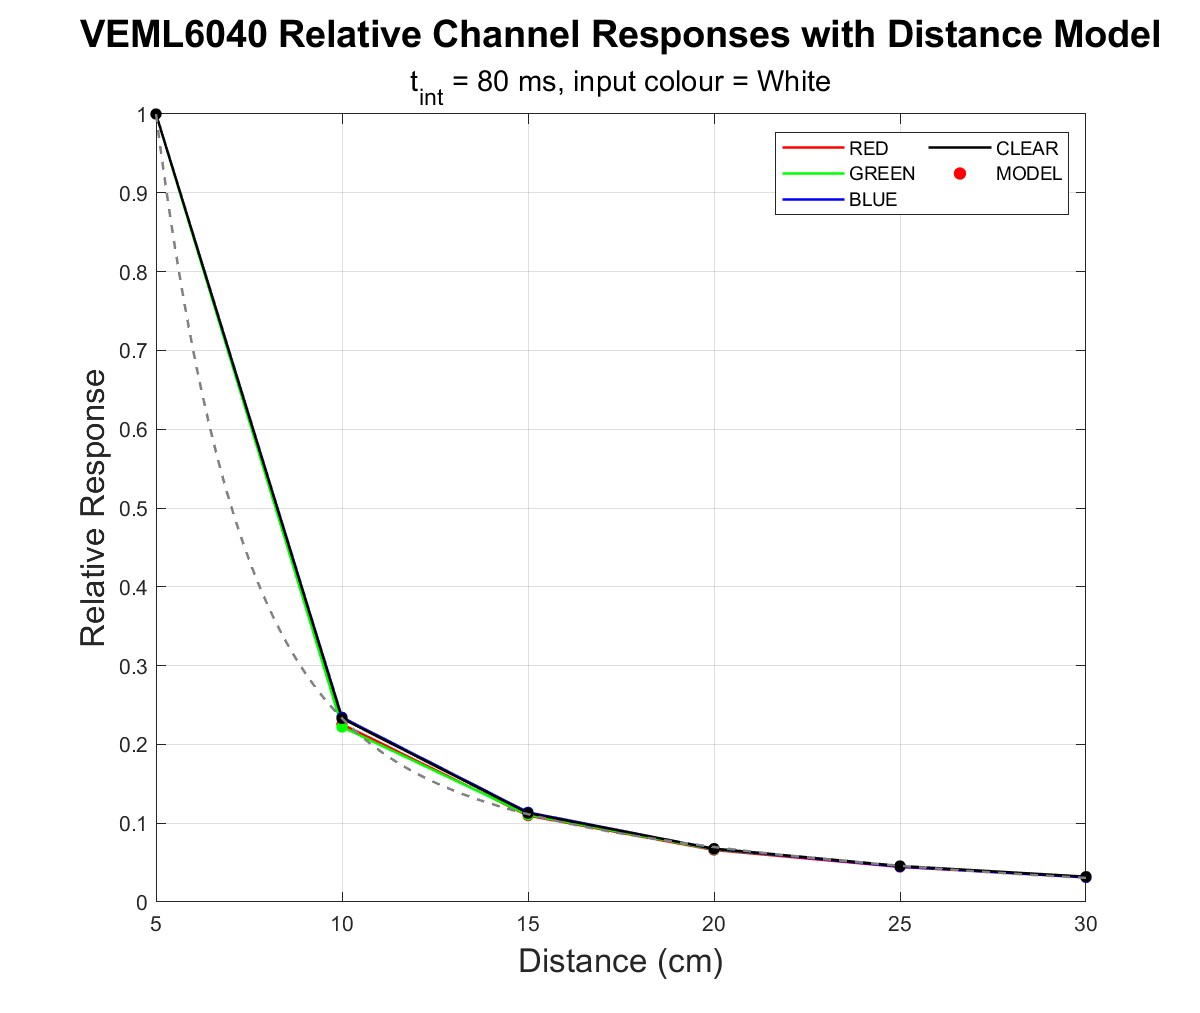 VEML6040 Relative Channel Responses with Distance Model
tint = 80 ms, input colour = White
1
0.9
0.8
0.7
0.6
0.5
0.4
0.3
0.2
0.1
0
Relative Response
RED
GREEN
BLUE
CLEAR
MODEL
5 10 15 20 25 30
Distance (cm)